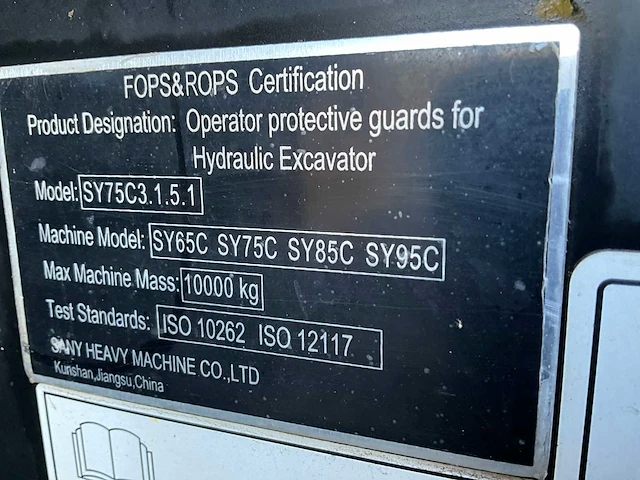 FOPS&ROPS Certification
Product Designation: Operator protective guards for
Hydraulic Excavator
Model: SY75C3.1.5.1
Machine Model: SY65C SY75C SY85C SY95C
Max Machine Mass: 10000 kg
Test Standards: ISO 10262 ISO 12117
SANY HEAVY MACHINE CO.,LTD
Kunshan,Jiangsu,China